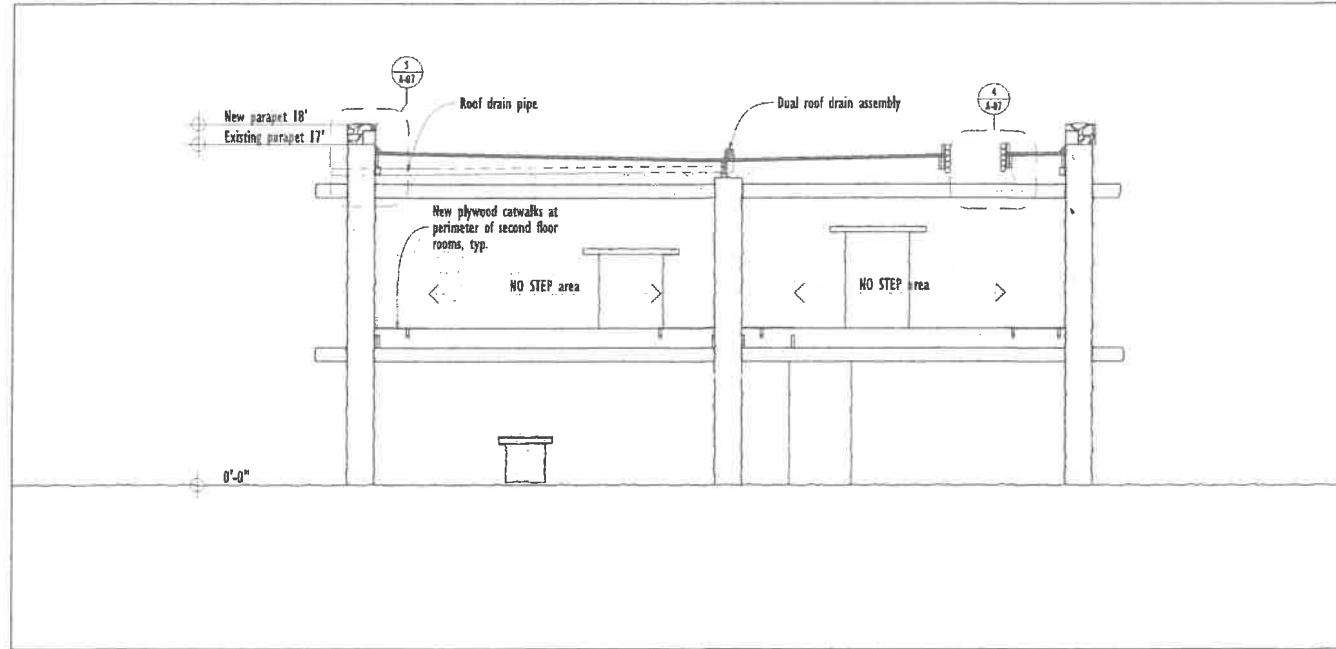 5
A-07
Roof drain pipe
Dual roof drain assembly
4
A-07
New parapet 18'
Existing parapet 17'
New plywood catwalks at
perimeter of second floor
rooms, typ.
NO STEP area
NO STEP area
0'-0"